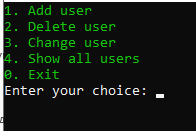 1. Add user
2. Delete user
3. Change user
4. Show all users
0. Exit
Enter your choice: